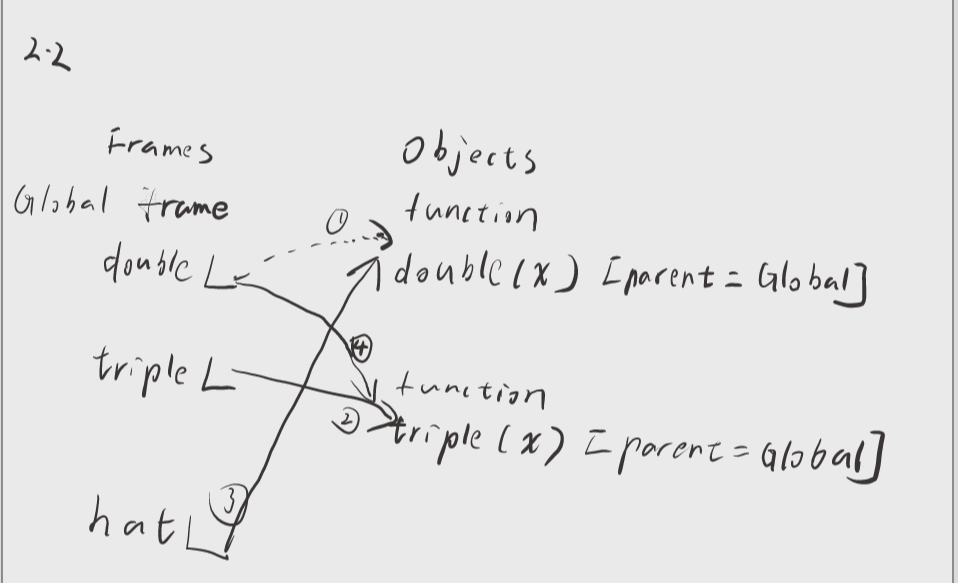 2.2
Frames
Objects
Global frame
function
①
double
double(x) [parent = Global]
④
triple
function
②
triple(x) [parent = Global]
③
hat